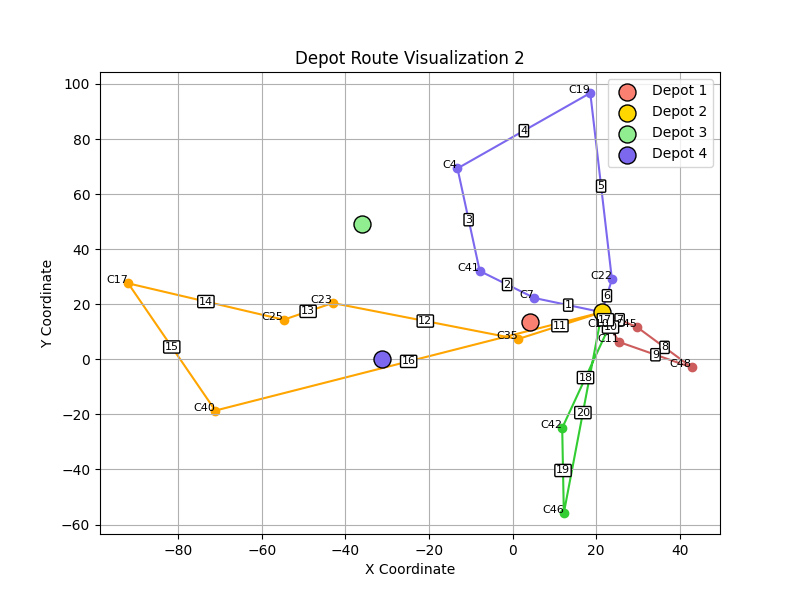 Depot Route Visualization 2
Depot 1
Depot 2
Depot 3
Depot 4
C19
4
C4
5
3
C41
C22
2
C7
6
1
C17
14
C23
13
C25
12
11
C35
17
7
10
C45
C11
8
9
C48
15
16
18
C40
20
C42
19
C46
100
80
60
40
20
0
−20
−40
−60
−80
−60
−40
−20
0
20
40
X Coordinate
Y Coordinate